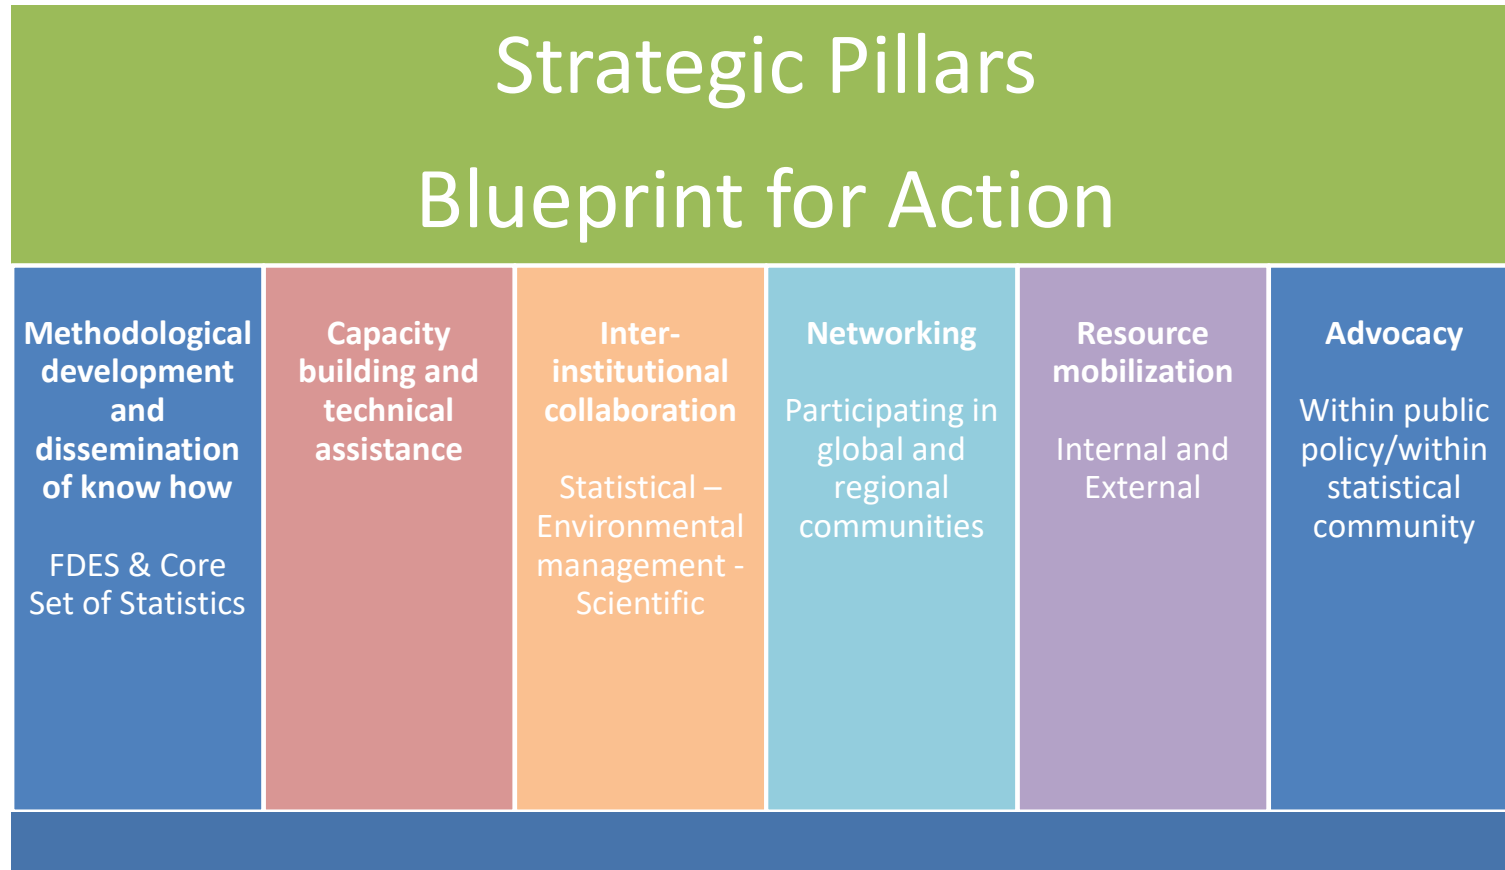 Strategic Pillars
Blueprint for Action
Methodological
development
and
dissemination
of know how
FDES & Core
Set of Statistics
Capacity
building and
technical
assistance
Inter-
institutional
collaboration
Statistical –
Environmental
management -
Scientific
Networking
Participating in
global and
regional
communities
Resource
mobilization
Internal and
External
Advocacy
Within public
policy/within
statistical
community